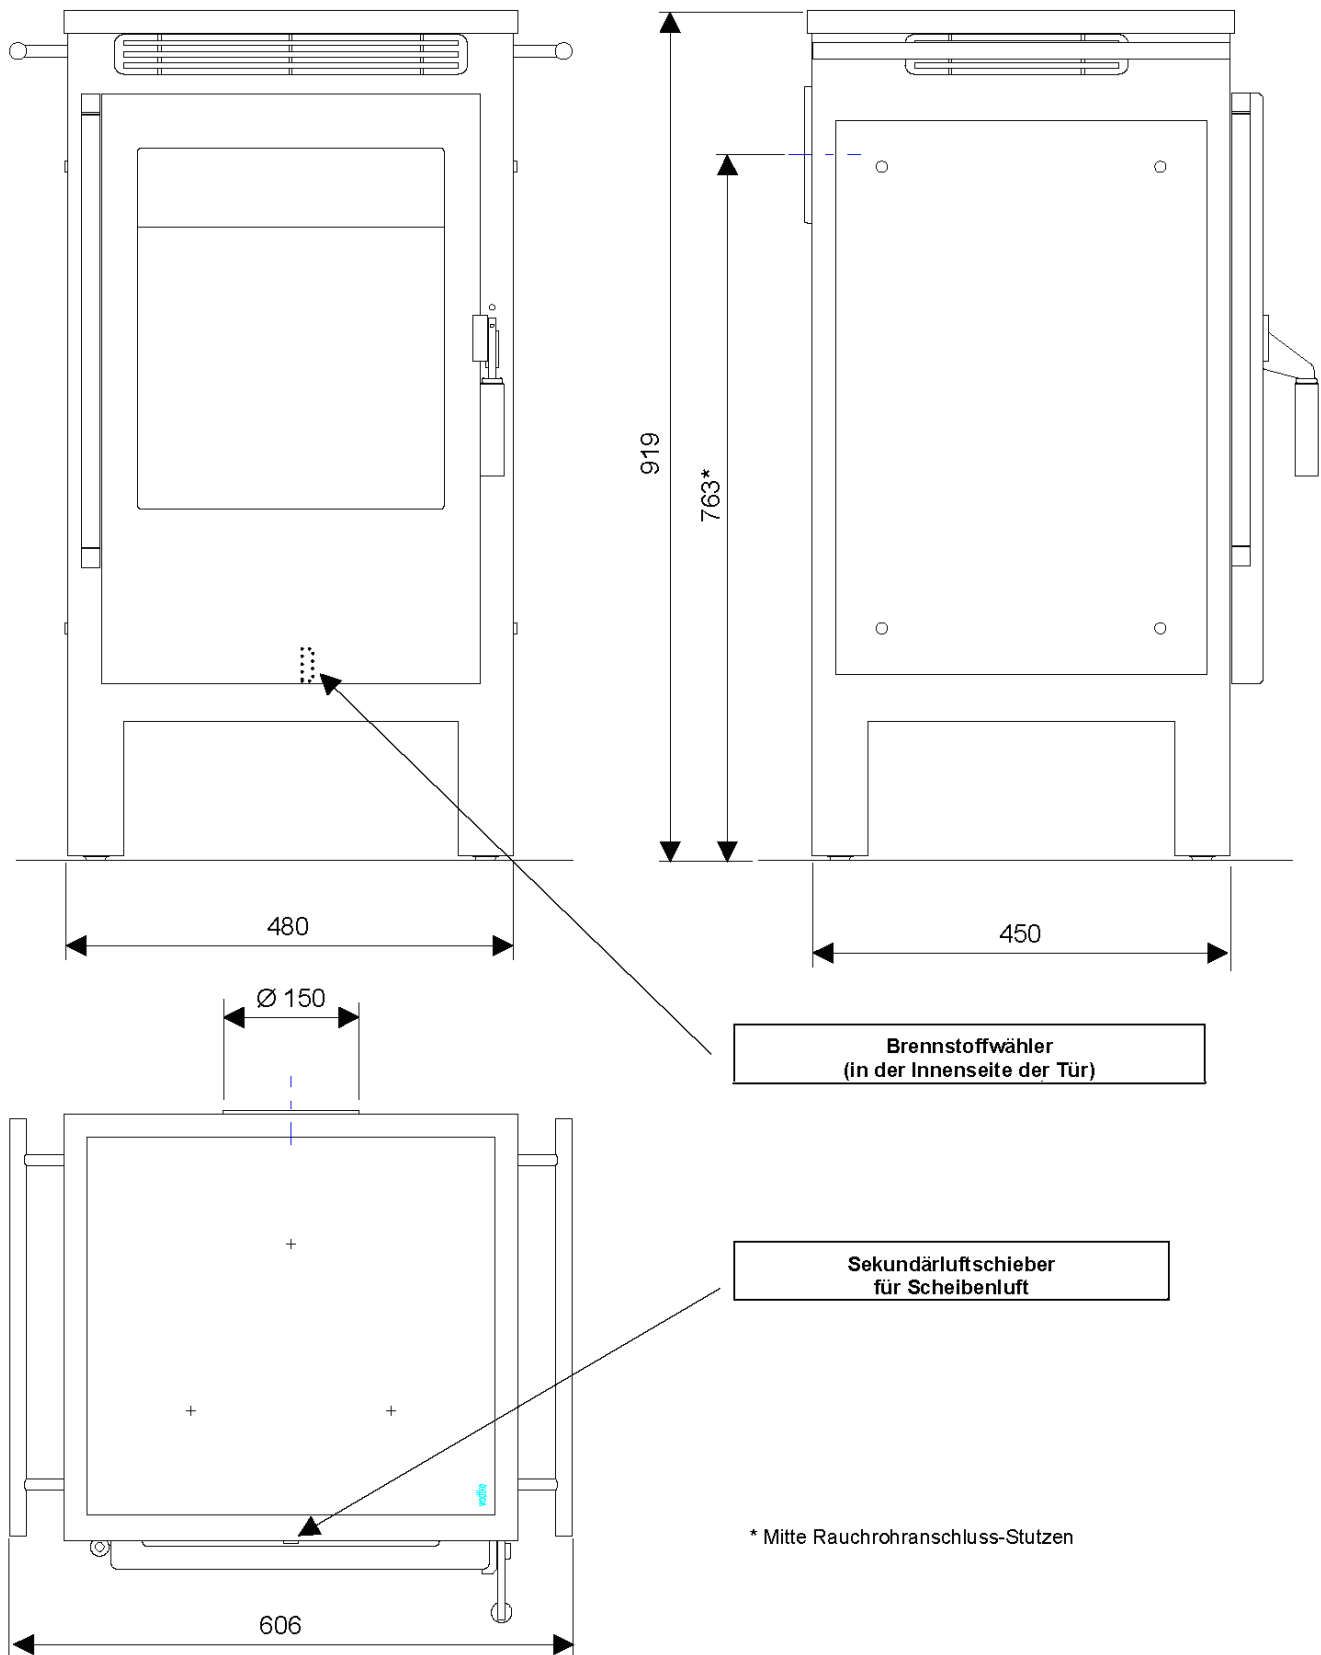 919
763*
480
450
Ø 150
Brennstoffwähler
(in der Innenseite der Tür)
Sekundärluftschieber
für Scheibenluft
* Mitte Rauchrohranschluss-Stutzen
606